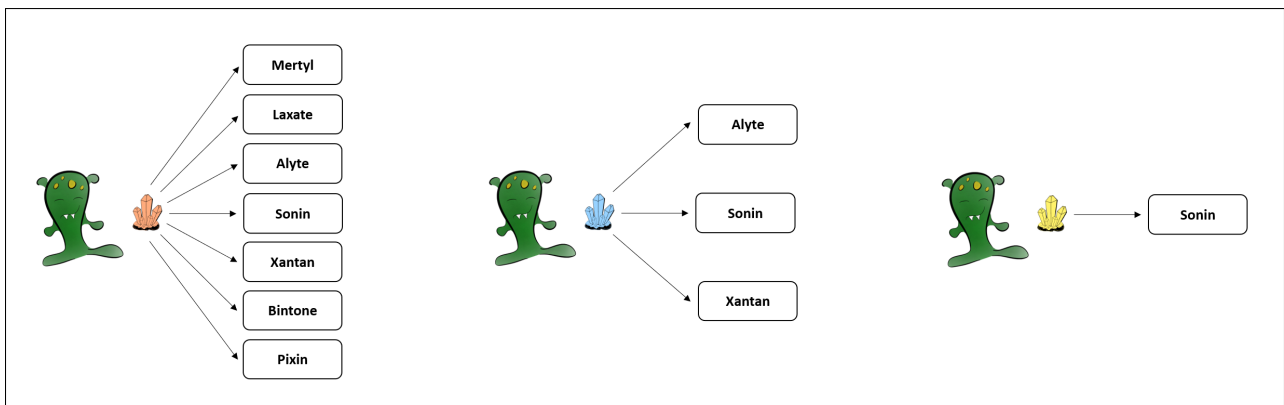 Mertyl
Laxate
Alyte
Sonin
Xantan
Bintone
Pixin
Alyte
Sonin
Xantan
Sonin